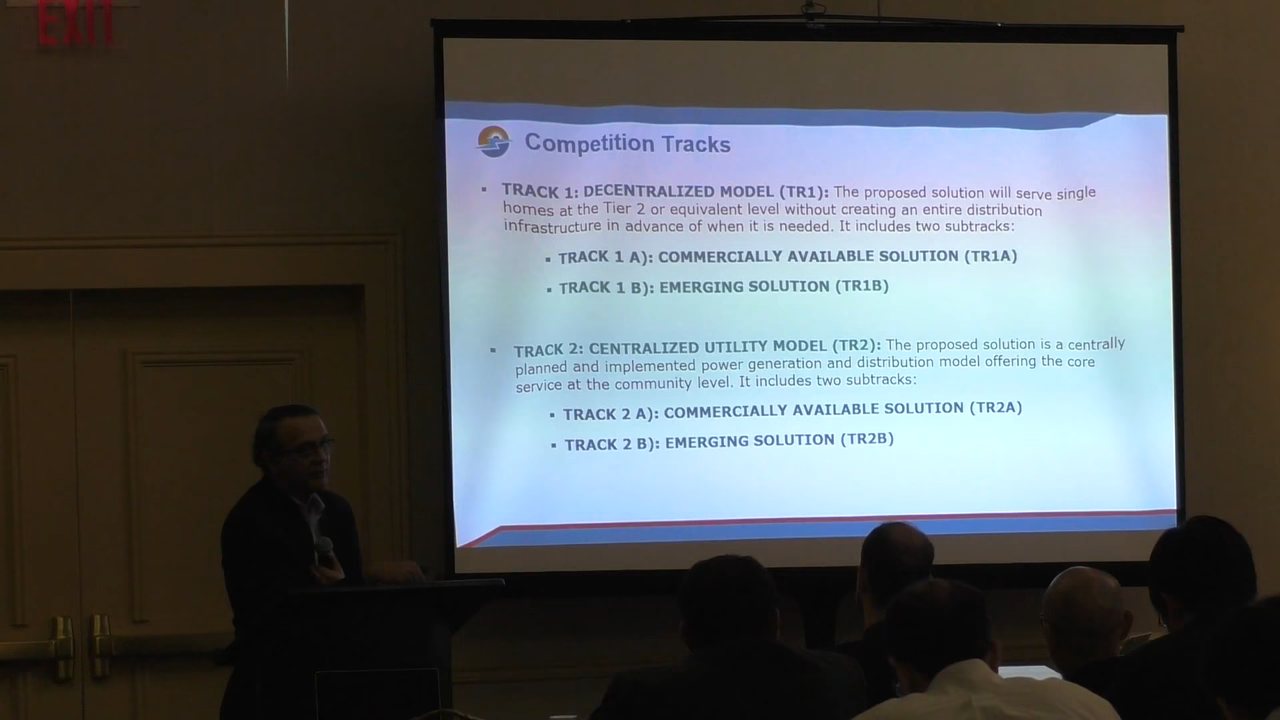 EXIT
Competition Tracks
▪ TRACK 1: DECENTRALIZED MODEL (TR1): The proposed solution will serve single
homes at the Tier 2 or equivalent level without creating an entire distribution
infrastructure in advance of when it is needed. It includes two subtracks:
▪ TRACK 1 A): COMMERCIALLY AVAILABLE SOLUTION (TR1A)
▪ TRACK 1 B): EMERGING SOLUTION (TR1B)
▪ TRACK 2: CENTRALIZED UTILITY MODEL (TR2): The proposed solution is a centrally
planned and implemented power generation and distribution model offering the core
service at the community level. It includes two subtracks:
▪ TRACK 2 A): COMMERCIALLY AVAILABLE SOLUTION (TR2A)
▪ TRACK 2 B): EMERGING SOLUTION (TR2B)